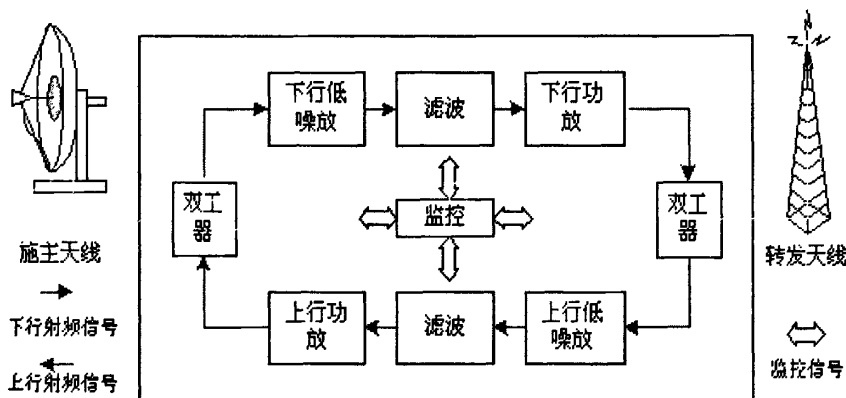 下行低
噪放
滤波
下行功
放
双工
器
监控
双工
器
施主天线
转发天线
上行功
放
滤波
上行低
噪放
下行射频信号
上行射频信号
监控信号